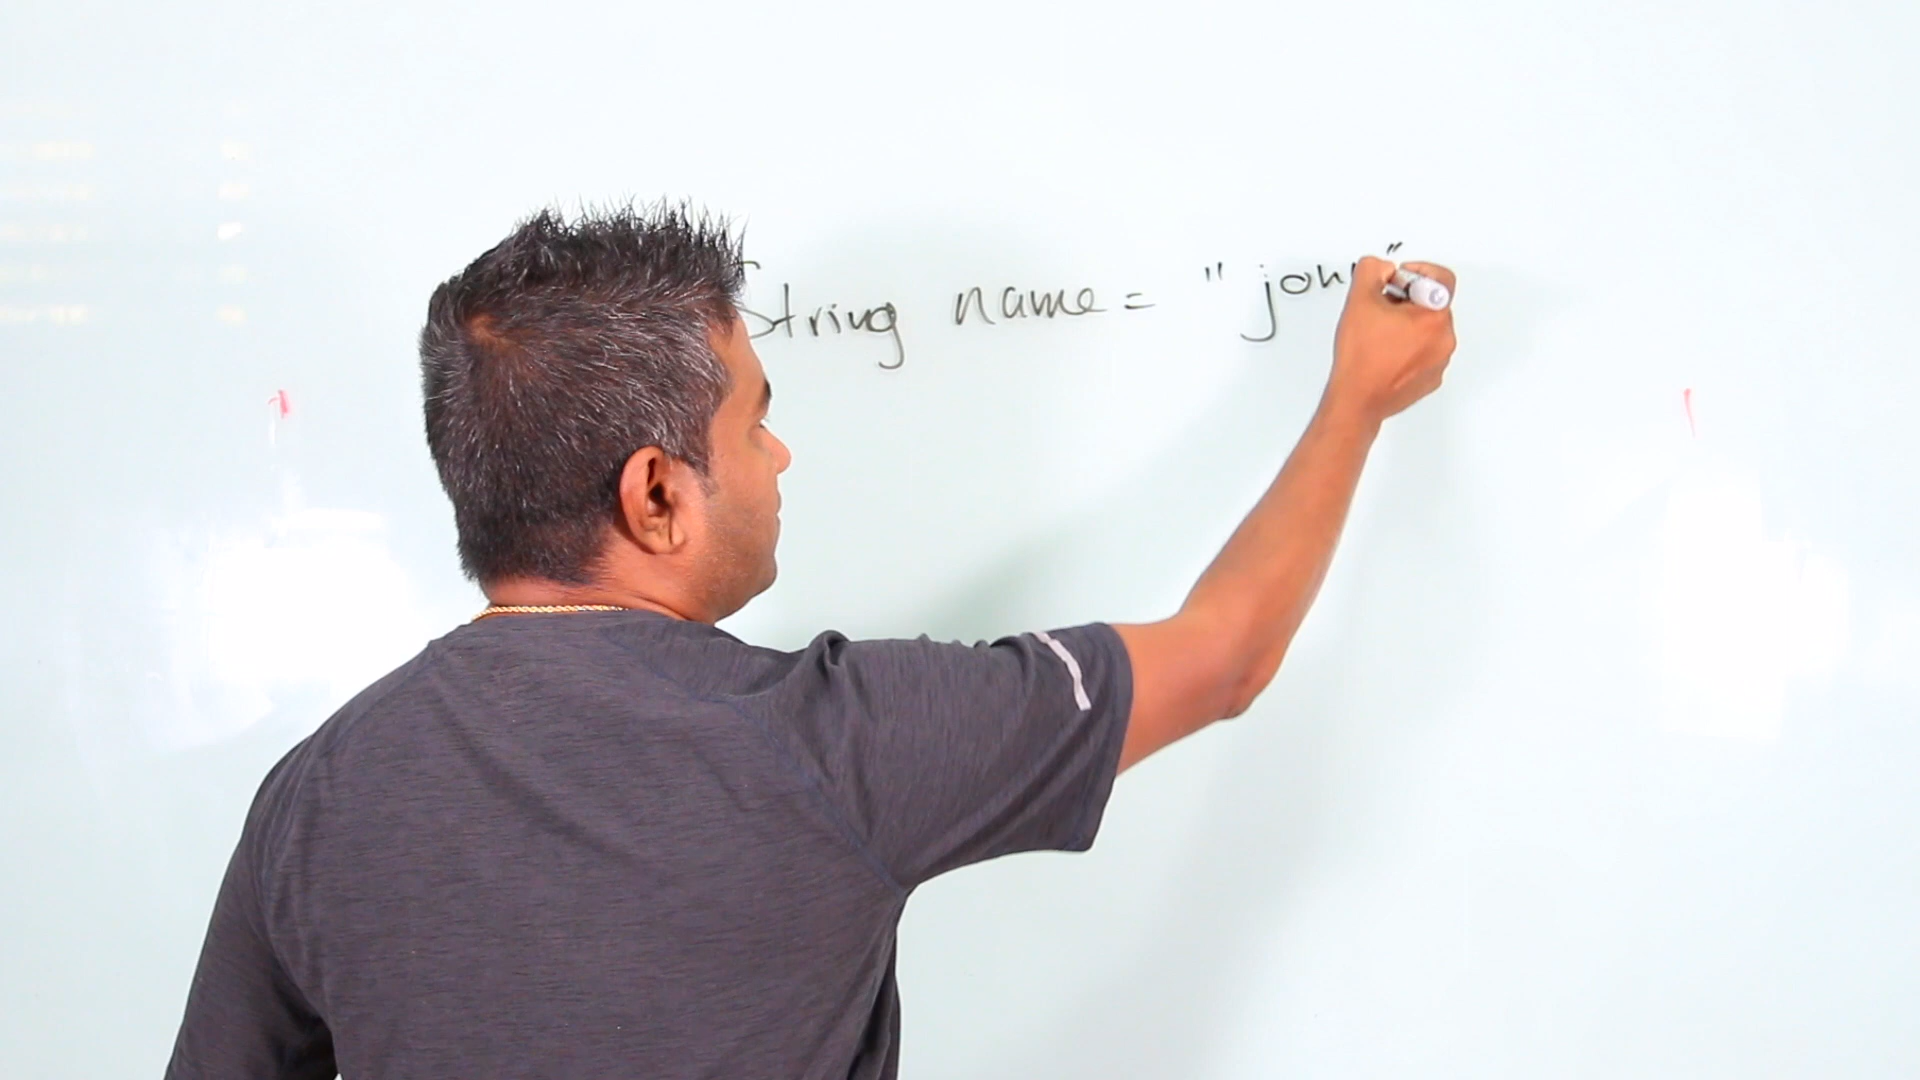 String name = "john"